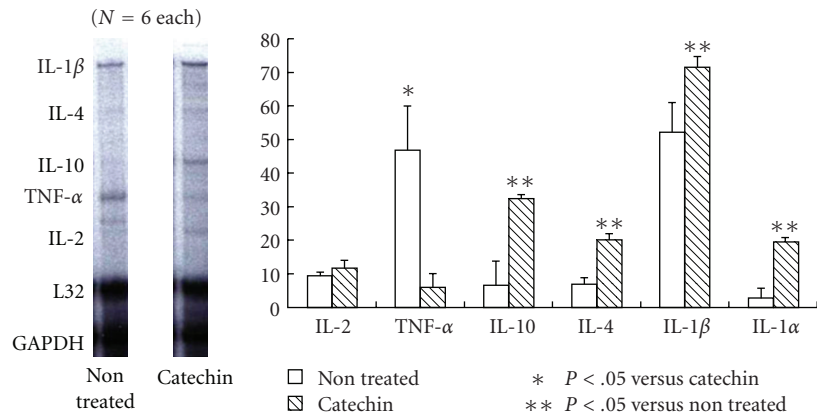 (N = 6 each)
IL-1β
IL-4
IL-10
TNF-α
IL-2
L32
GAPDH
Non
treated
Catechin
80
70
60
50
40
30
20
10
0
*
**
**
**
**
IL-2
TNF-α
IL-10
IL-4
IL-1β
IL-1α
Non treated
Catechin
* P < .05 versus catechin
** P < .05 versus non treated